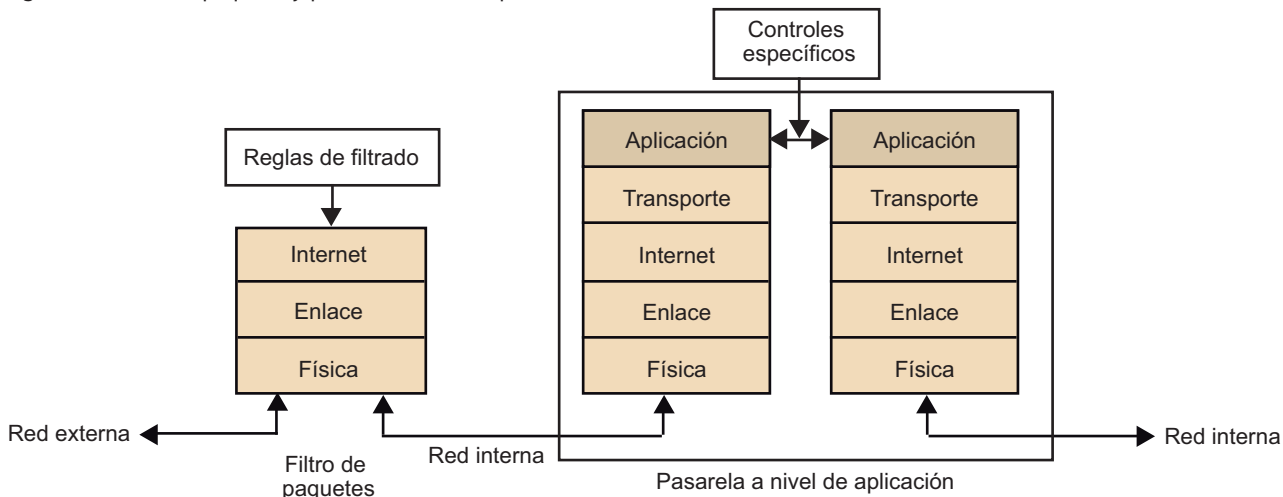 Controles
específicos
Reglas de filtrado
Aplicación
Aplicación
Transporte
Transporte
Internet
Internet
Internet
Enlace
Enlace
Enlace
Física
Física
Física
Red externa
Filtro de
paquetes
Red interna
Pasarela a nivel de aplicación
Red interna